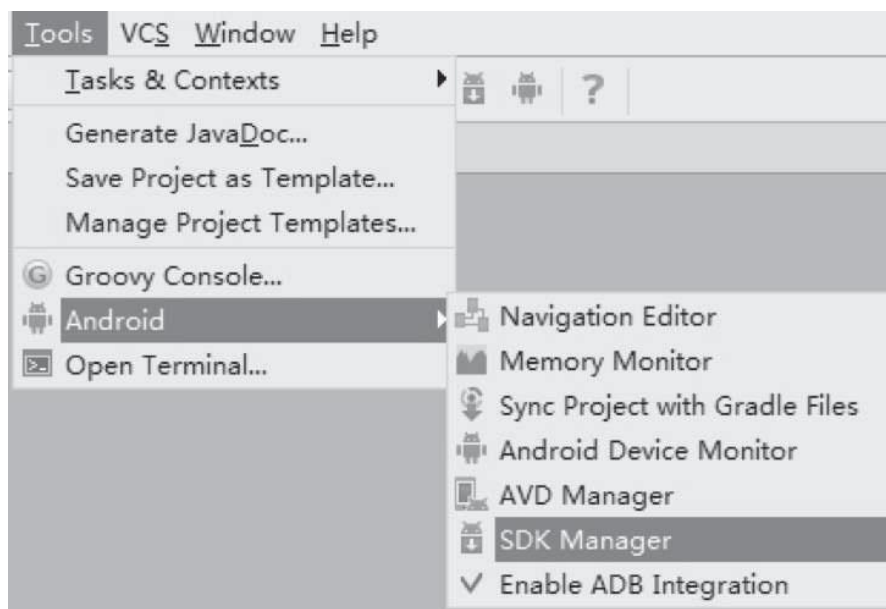 Tools VCS Window Help
Tasks & Contexts
?
Generate JavaDoc...
Save Project as Template...
Manage Project Templates...
G Groovy Console...
Android
Open Terminal...
Navigation Editor
Memory Monitor
Sync Project with Gradle Files
Android Device Monitor
AVD Manager
SDK Manager
Enable ADB Integration